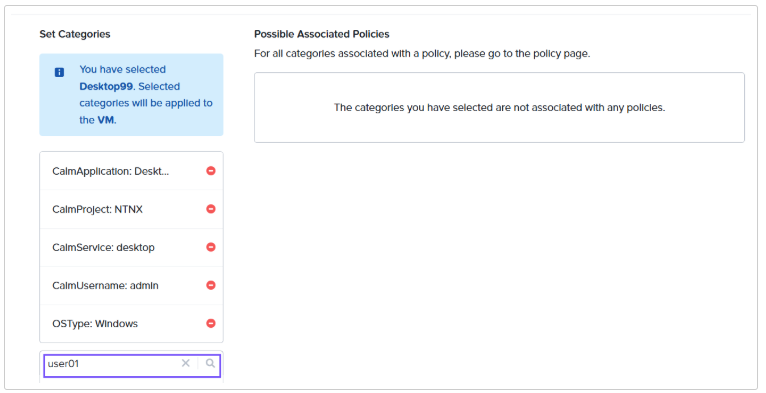 Set Categories
You have selected
Desktop99. Selected
categories will be applied to
the VM.
CalmApplication: Deskt...
CalmProject: NTNX
CalmService: desktop
CalmUsername: admin
OSType: Windows
user01
Possible Associated Policies
For all categories associated with a policy, please go to the policy page.
The categories you have selected are not associated with any policies.